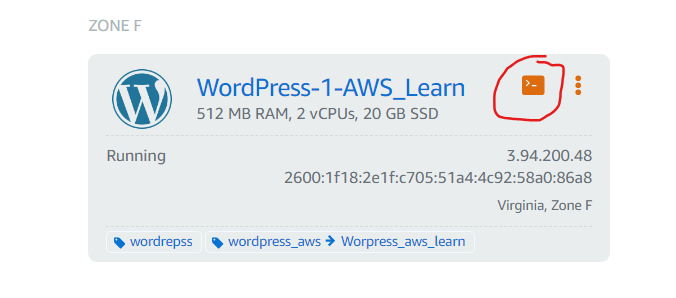 ZONE F
WordPress-1-AWS_Learn
512 MB RAM, 2 vCPUs, 20 GB SSD
Running
3.94.200.48
2600:1f18:2e1f:c705:51a4:4c92:58a0:86a8
Virginia, Zone F
wordrepss wordpress_aws → Worpress_aws_learn